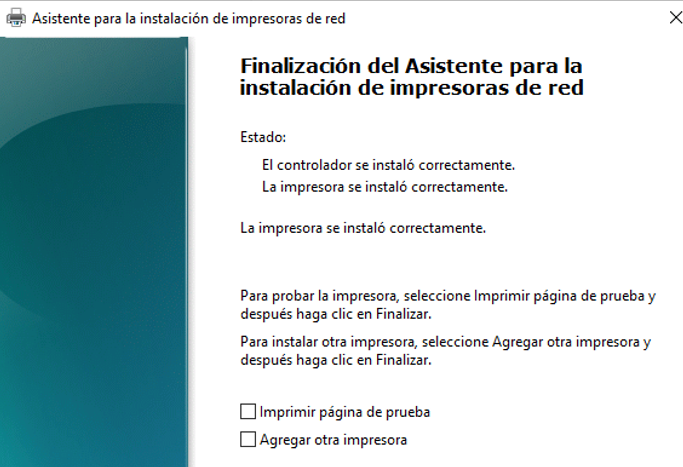 Asistente para la instalación de impresoras de red
Finalización del Asistente para la
instalación de impresoras de red
Estado:
El controlador se instaló correctamente.
La impresora se instaló correctamente.
La impresora se instaló correctamente.
Para probar la impresora, seleccione Imprimir página de prueba y
después haga clic en Finalizar.
Para instalar otra impresora, seleccione Agregar otra impresora y
después haga clic en Finalizar.
Imprimir página de prueba
Agregar otra impresora